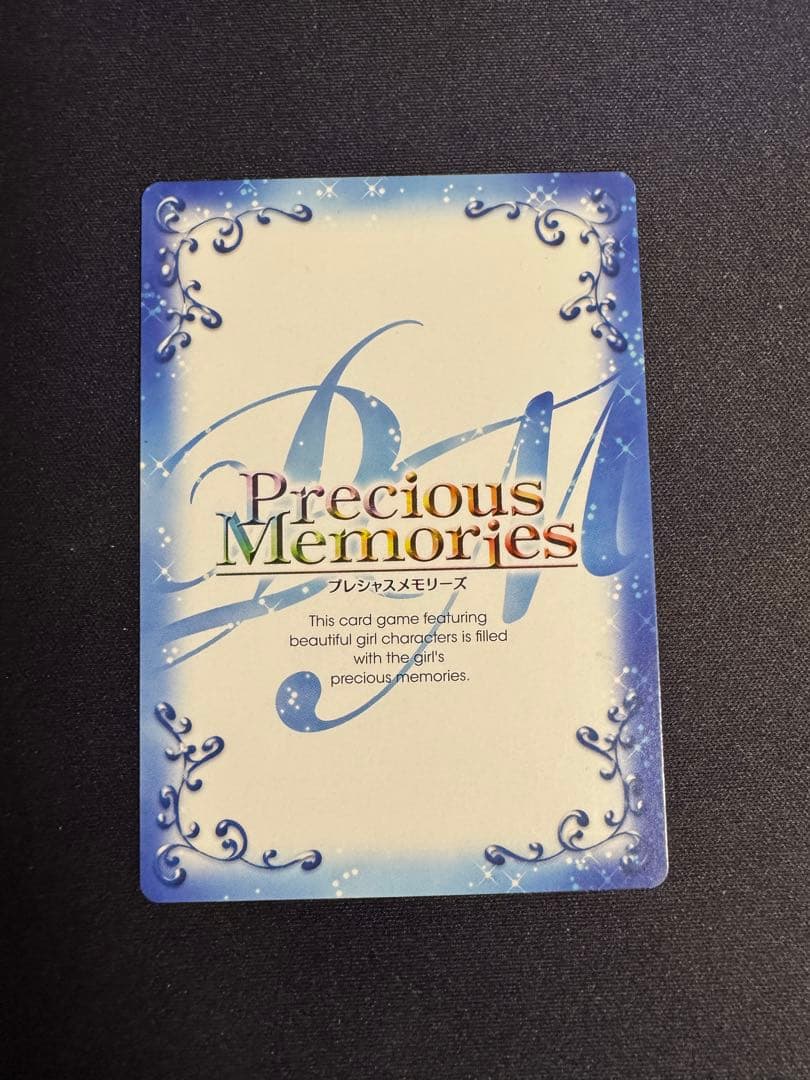 Precious
Memories
プレシャスメモリーズ
This card game featuring
beautiful girl characters is filled
with the girl's
precious memories.
PM